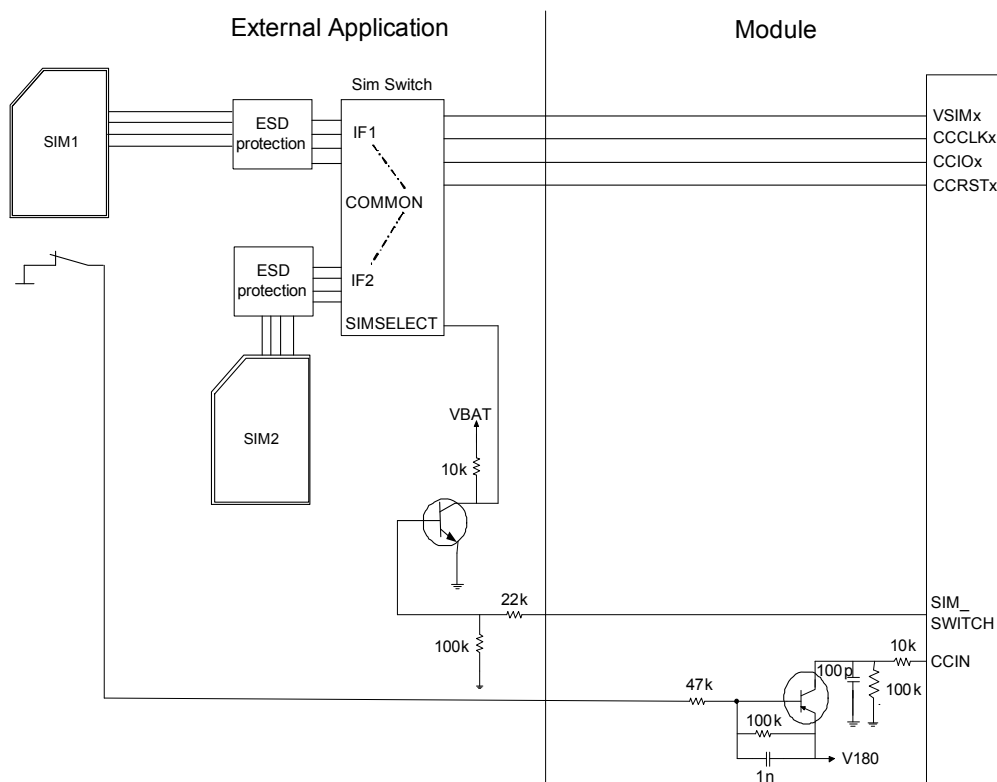 External Application
Module
Sim Switch
SIM1
ESD
protection
IF1
COMMON
IF2
SIMSELECT
VSIMx
CCCLKx
CCIOx
CCRSTx
ESD
protection
SIM2
VBAT
10k
22k
100k
SIM_
SWITCH
10k
CCIN
100p
100k
47k
100k
V180
1n